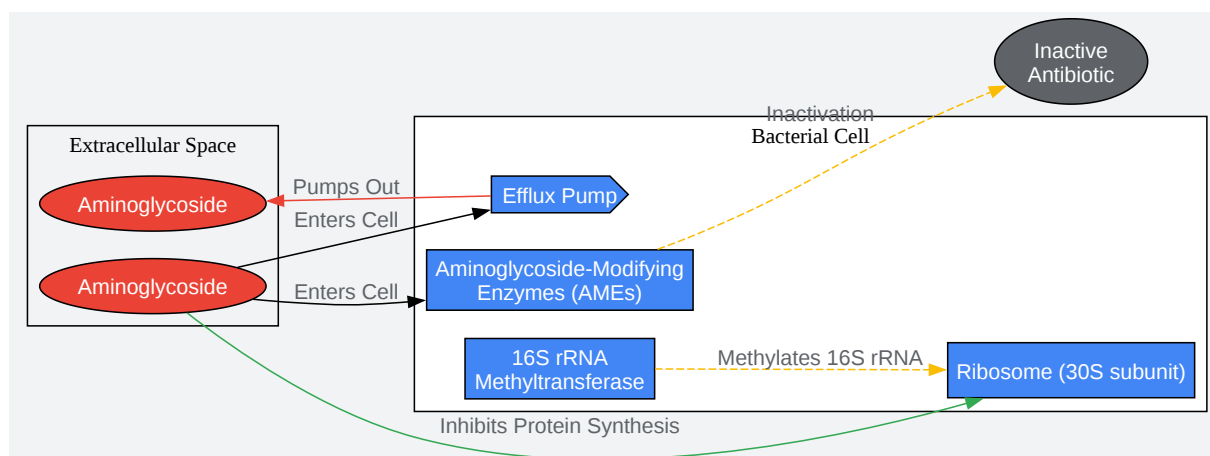 Inactive
Antibiotic
Inactivation
Bacterial Cell
Extracellular Space
Aminoglycoside
Pumps Out
Efflux Pump
Enters Cell
Aminoglycoside
Enters Cell
Aminoglycoside-Modifying
Enzymes (AMEs)
16S rRNA
Methyltransferase
Methylates 16S rRNA
Ribosome (30S subunit)
Inhibits Protein Synthesis